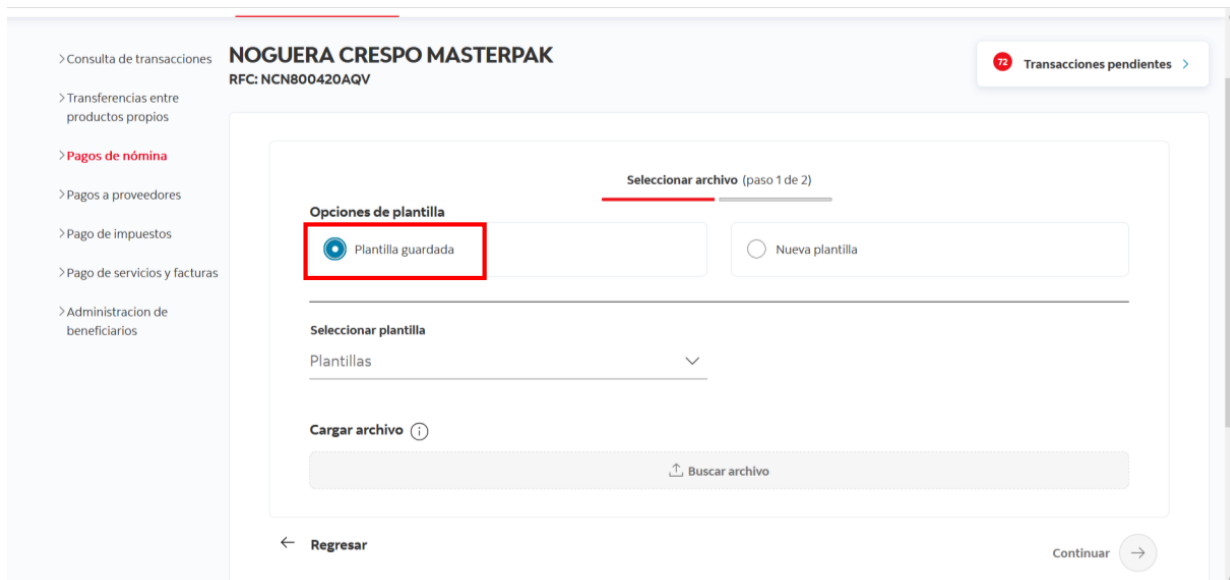 NOGUERA CRESPO MASTERPAK
RFC: NCN800420AQV
72 Transacciones pendientes
Consulta de transacciones
Transferencias entre
productos propios
Pagos de nómina
Pagos a proveedores
Pago de impuestos
Pago de servicios y facturas
Administracion de
beneficiarios
Seleccionar archivo (paso 1 de 2)
Opciones de plantilla
Plantilla guardada
Nueva plantilla
Seleccionar plantilla
Plantillas
Cargar archivo
Buscar archivo
Regresar
Continuar